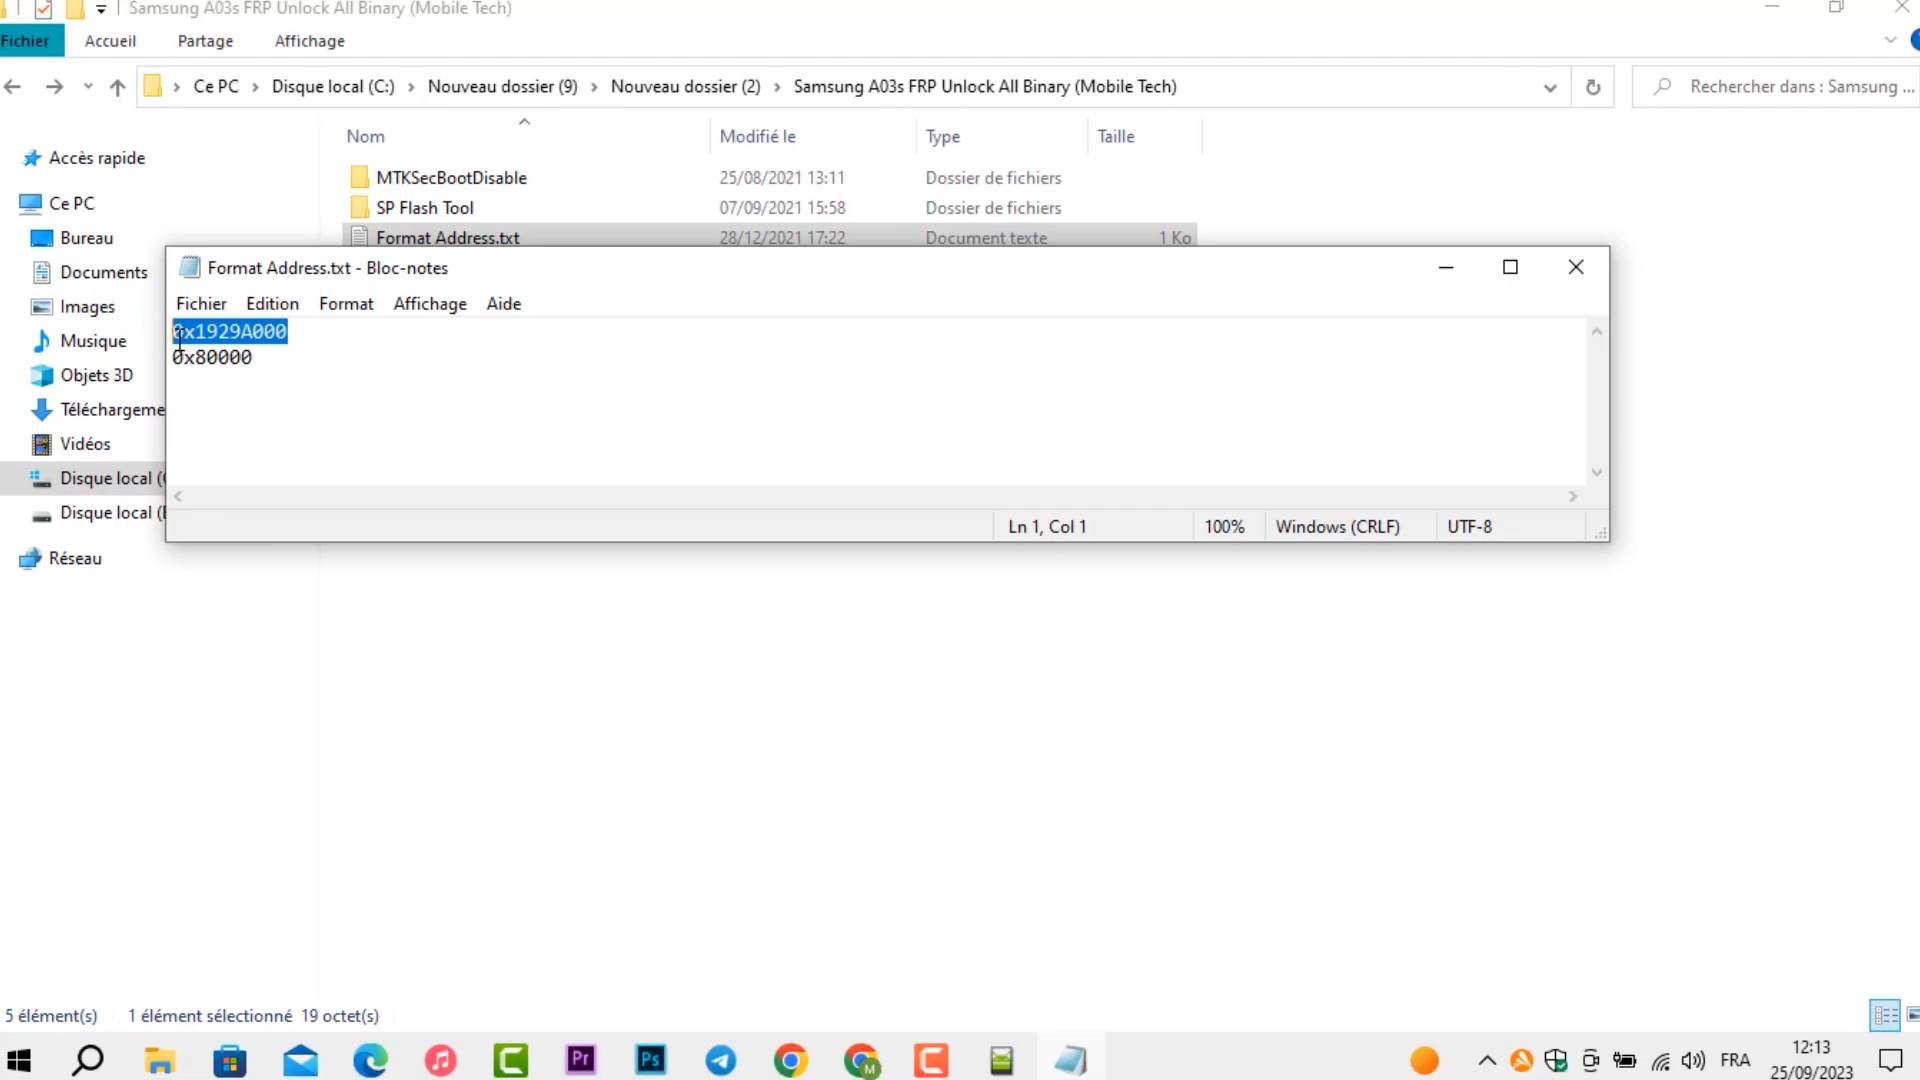 Samsung A03s FRP Unlock All Binary (Mobile Tech)
Fichier Accueil Partage Affichage
Ce PC Disque local (C:) Nouveau dossier (9) Nouveau dossier (2) Samsung A03s FRP Unlock All Binary (Mobile Tech)
Rechercher dans : Samsung ...
Nom Modifié le Type Taille
Accès rapide
Ce PC
Bureau
Documents
Images
Musique
Objets 3D
Téléchargeme
Vidéos
Disque local (
Disque local (
Réseau
MTKSecBootDisable 25/08/2021 13:11 Dossier de fichiers
SP Flash Tool 07/09/2021 15:58 Dossier de fichiers
Format Address.txt 28/12/2021 17:22 Document texte 1 Ko
Format Address.txt - Bloc-notes
Fichier Edition Format Affichage Aide
0x1929A000
0x80000
Ln 1, Col 1 100% Windows (CRLF) UTF-8
5 élément(s) 1 élément sélectionné 19 octet(s)
Pr Ps M
FRA
12:13
25/09/2023